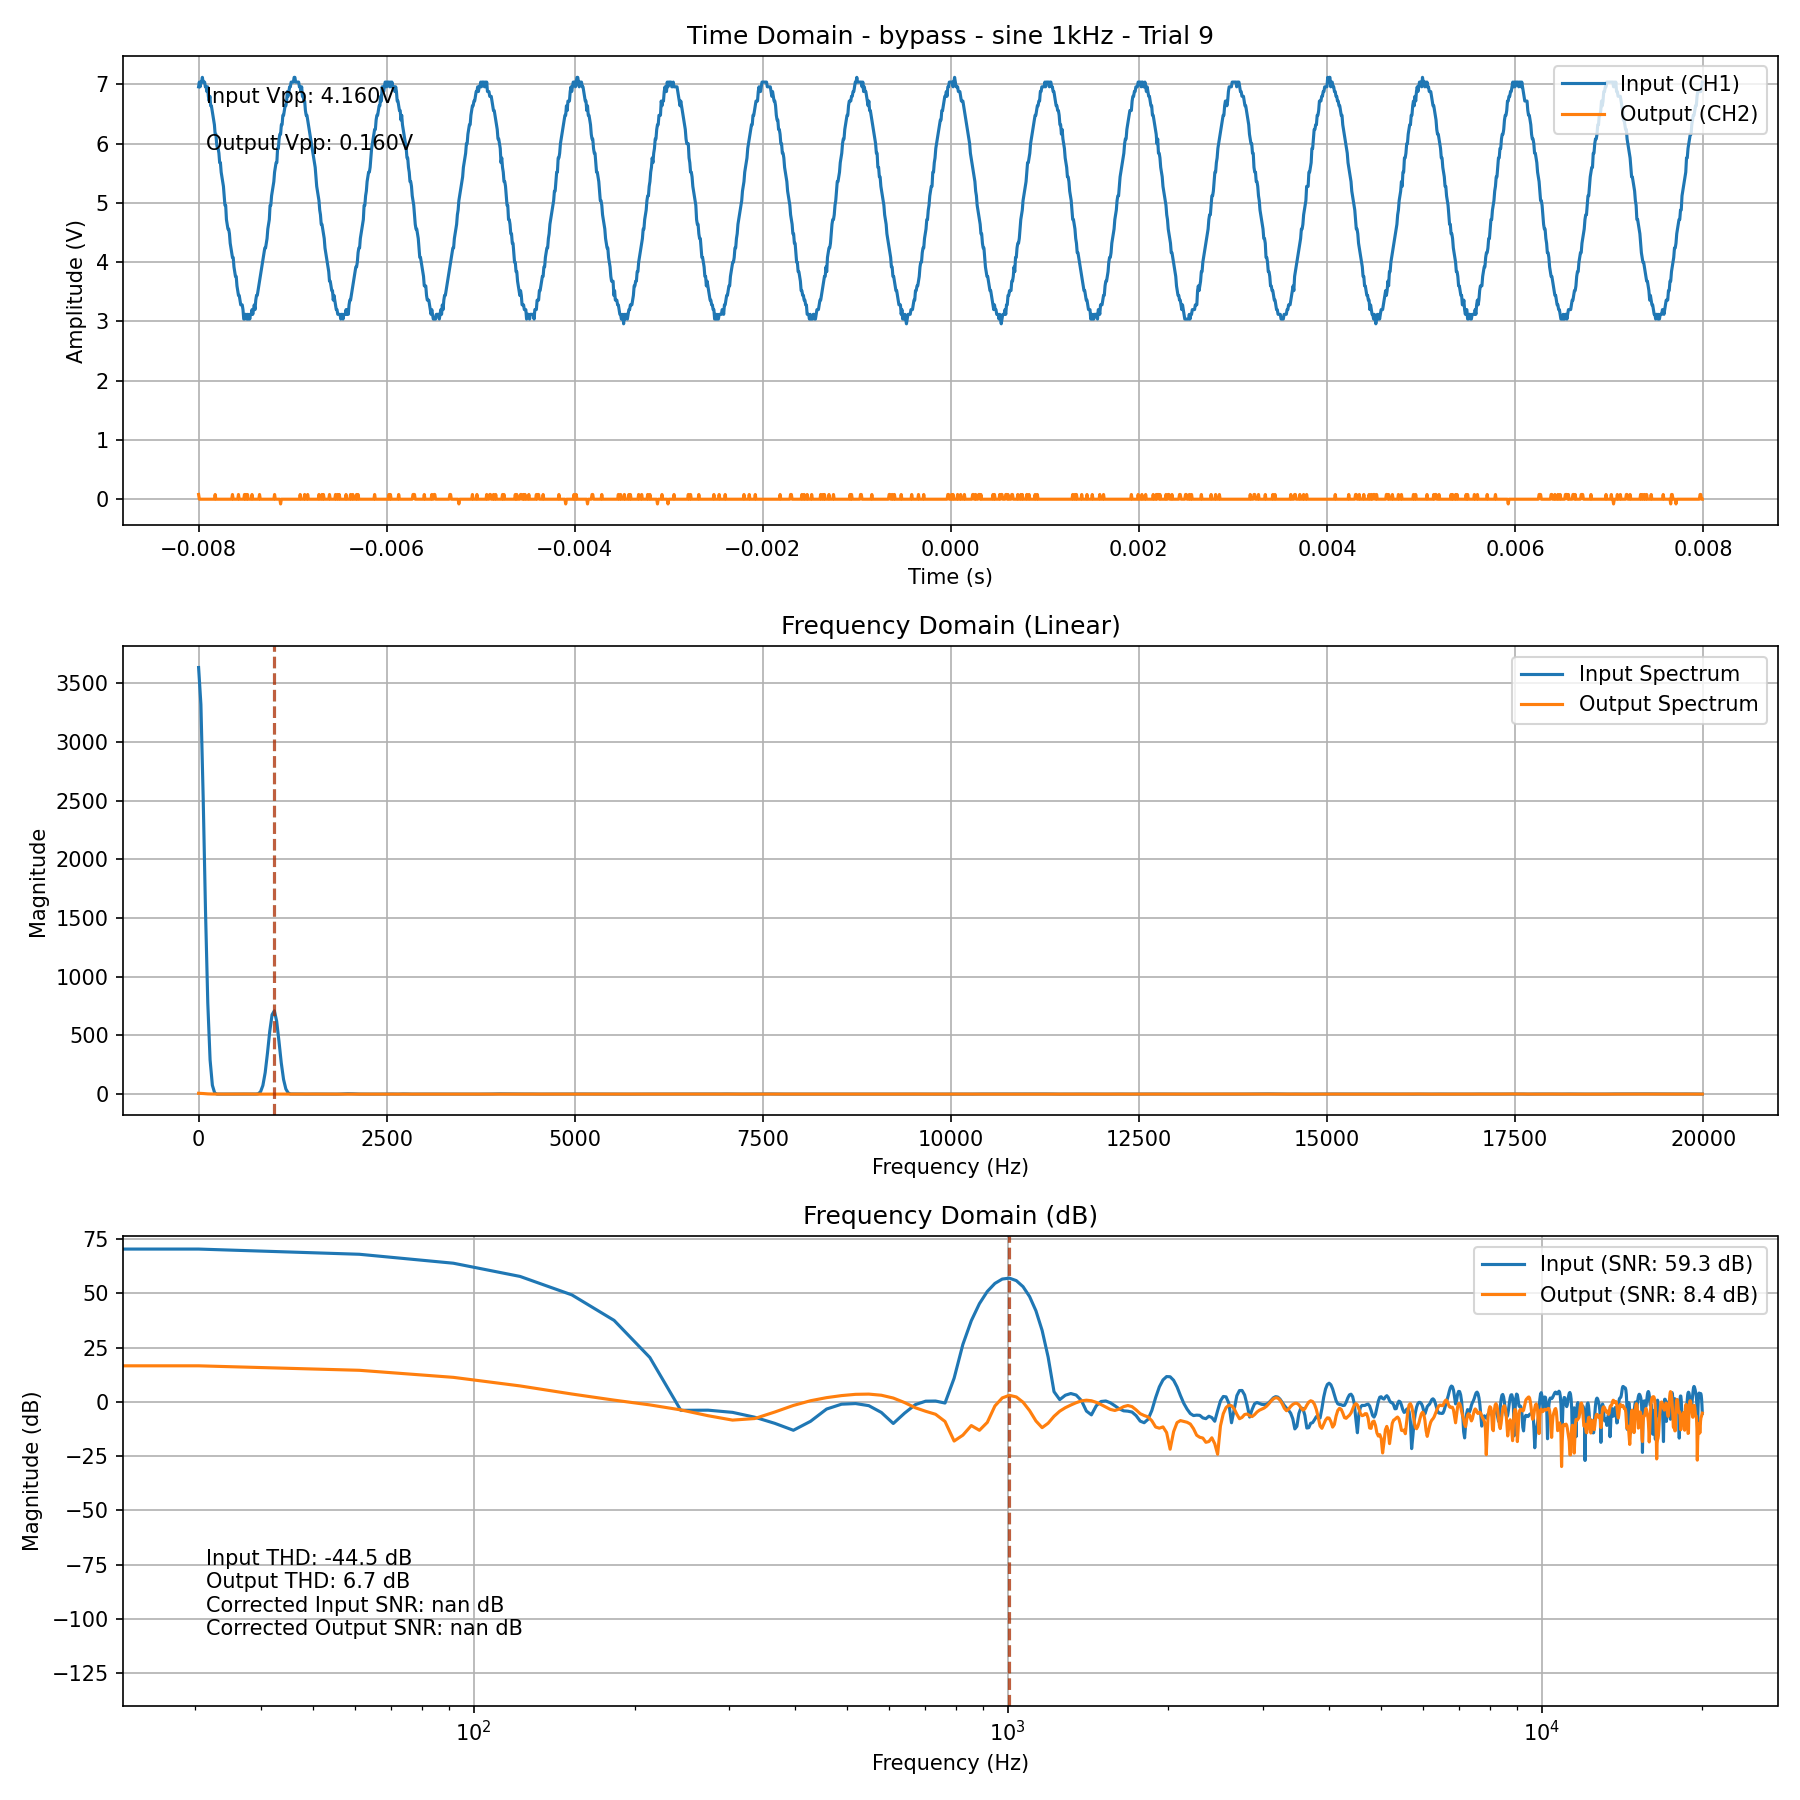 Time Domain - bypass - sine 1kHz - Trial 9
Amplitude (V)
7
6
5
4
3
2
1
0
Input Vpp: 4.160V
Output Vpp: 0.160V
Input (CH1)
Output (CH2)
−0.008 −0.006 −0.004 −0.002 0.000 0.002 0.004 0.006 0.008
Time (s)
Frequency Domain (Linear)
Magnitude
3500
3000
2500
2000
1500
1000
500
0
Input Spectrum
Output Spectrum
0 2500 5000 7500 10000 12500 15000 17500 20000
Frequency (Hz)
Frequency Domain (dB)
Magnitude (dB)
75
50
25
0
−25
−50
−75
−100
−125
Input (SNR: 59.3 dB)
Output (SNR: 8.4 dB)
Input THD: -44.5 dB
Output THD: 6.7 dB
Corrected Input SNR: nan dB
Corrected Output SNR: nan dB
10² 10³ 10⁴
Frequency (Hz)